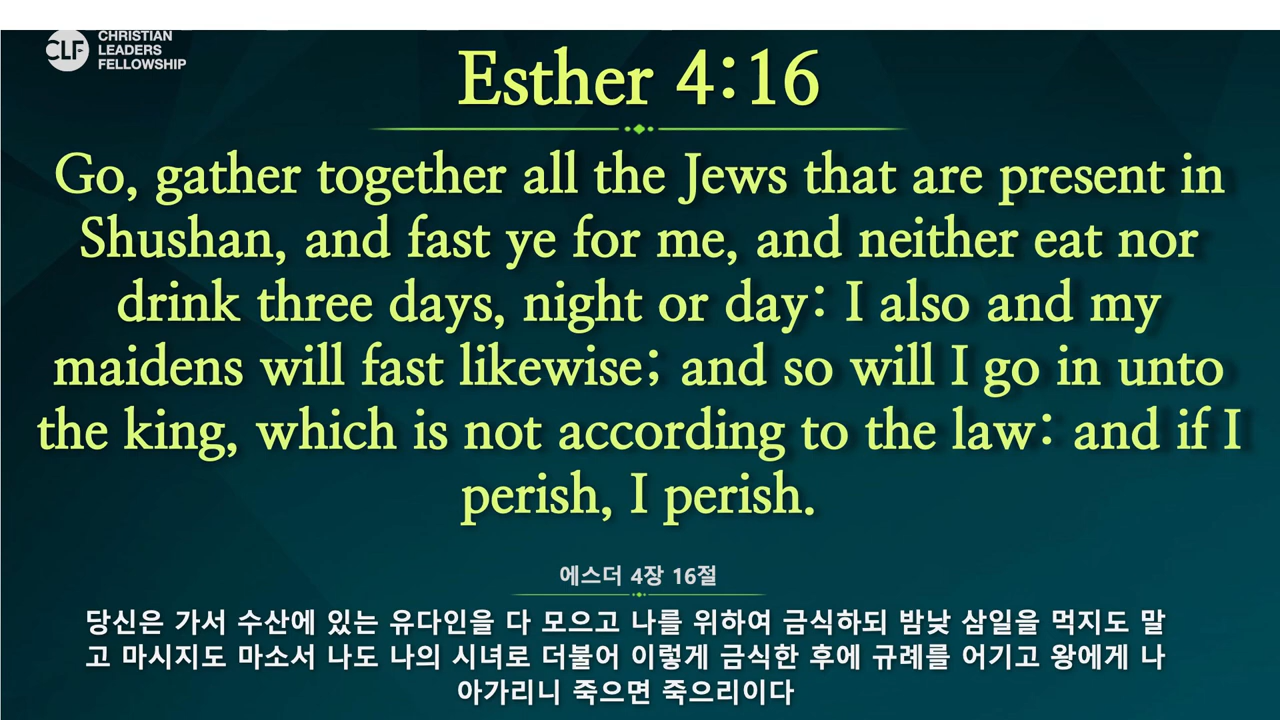 CLF
CHRISTIAN
LEADERS
FELLOWSHIP
Esther 4:16
Go, gather together all the Jews that are present in
Shushan, and fast ye for me, and neither eat nor
drink three days, night or day: I also and my
maidens will fast likewise; and so will I go in unto
the king, which is not according to the law: and if I
perish, I perish.
에스더 4장 16절
당신은 가서 수산에 있는 유다인을 다 모으고 나를 위하여 금식하되 밤낮 삼일을 먹지도 말
고 마시지도 마소서 나도 나의 시녀로 더불어 이렇게 금식한 후에 규례를 어기고 왕에게 나
아가리니 죽으면 죽으리이다